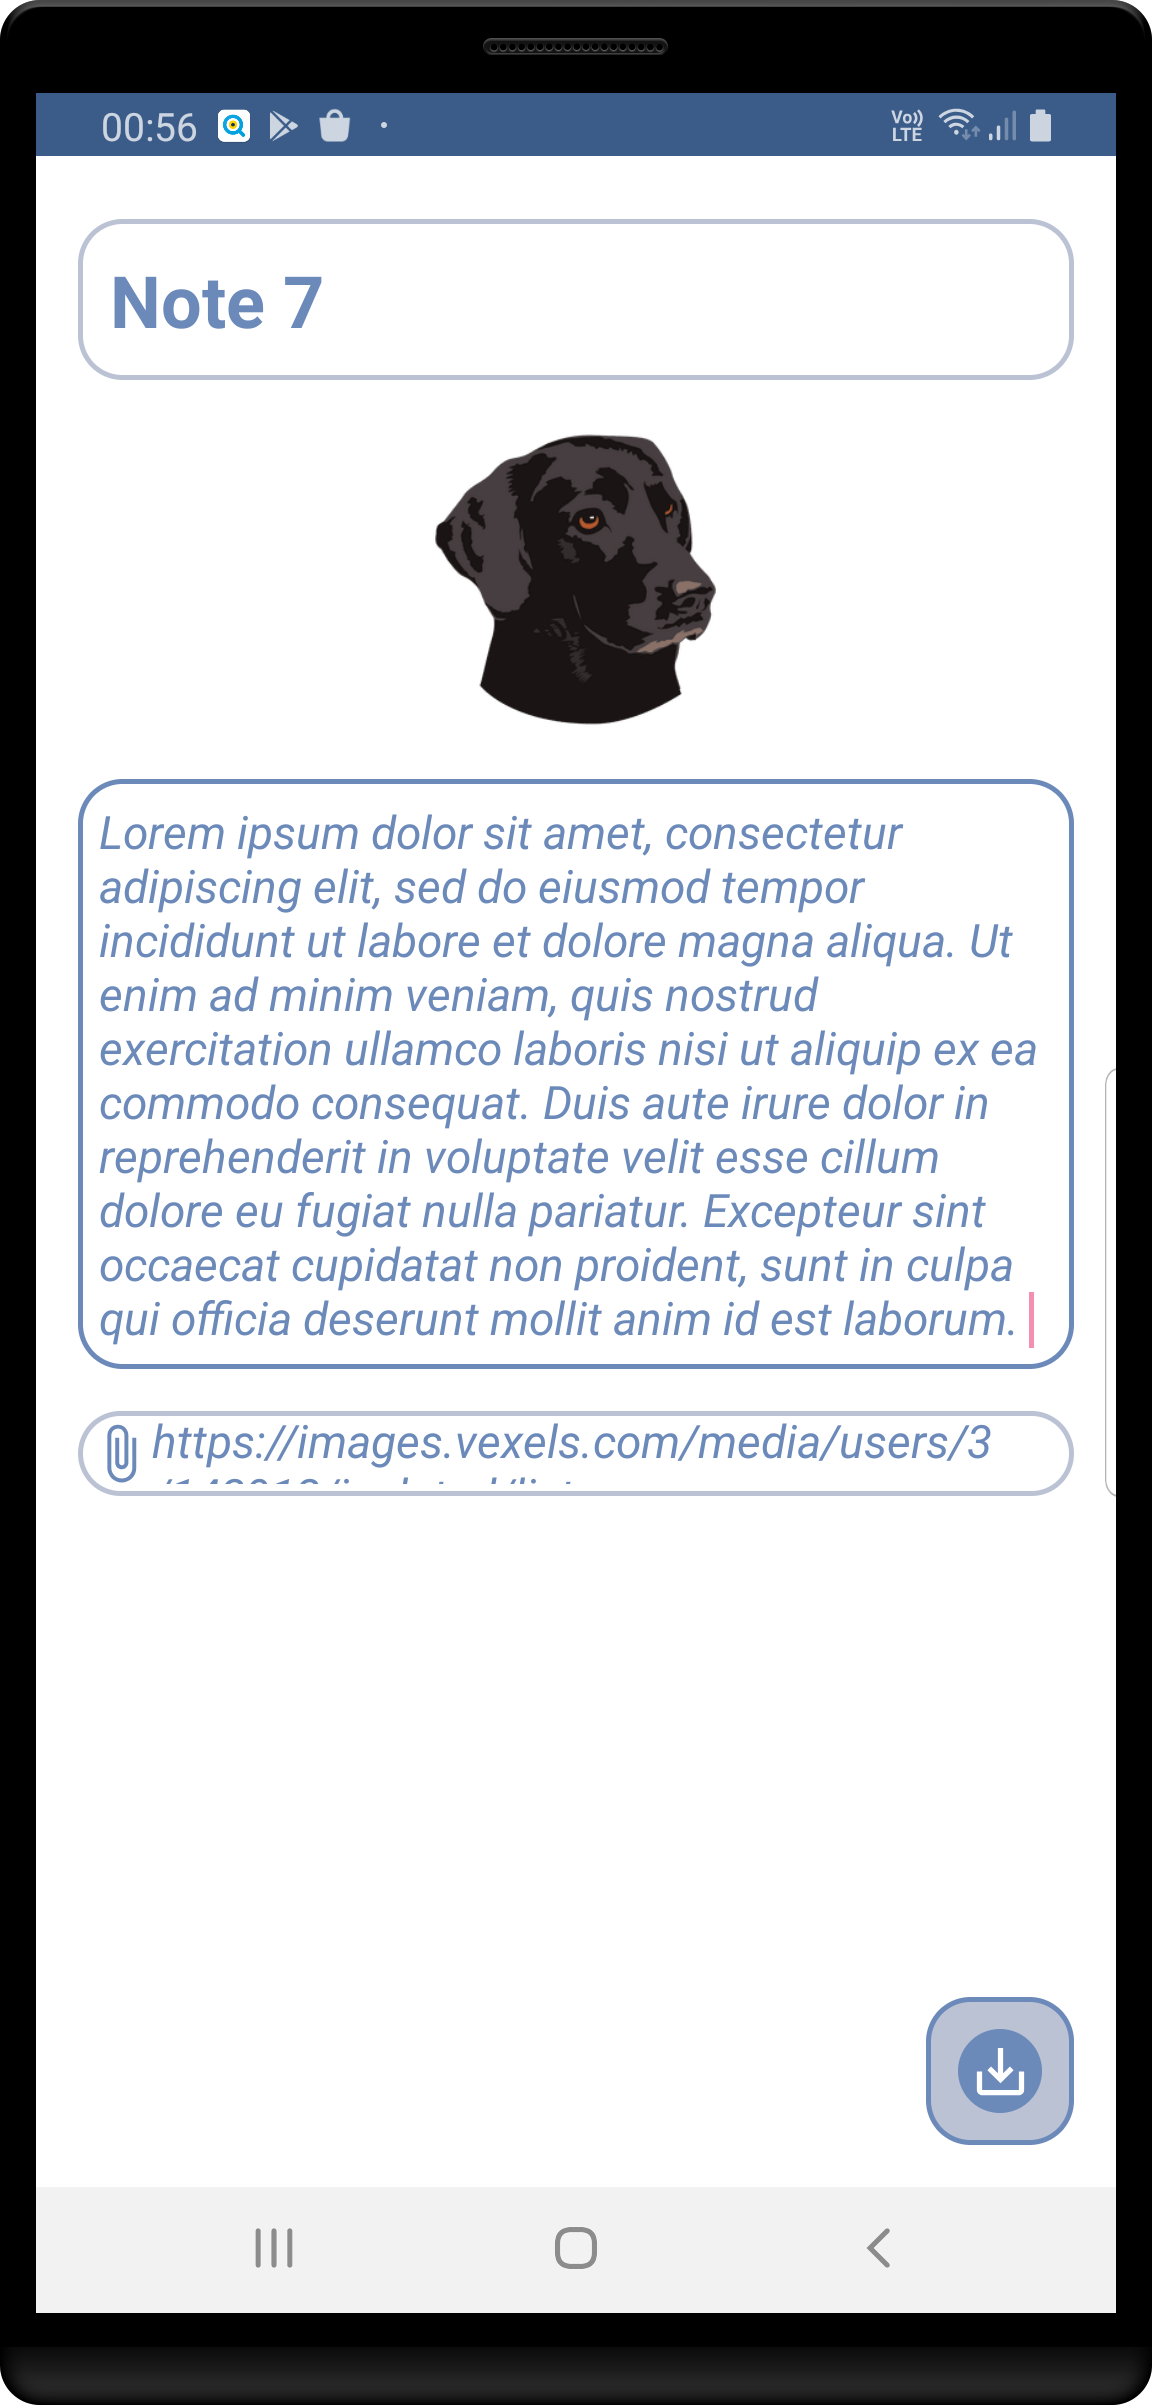 00:56
Vo))
LTE
Note 7
Lorem ipsum dolor sit amet, consectetur
adipiscing elit, sed do eiusmod tempor
incididunt ut labore et dolore magna aliqua. Ut
enim ad minim veniam, quis nostrud
exercitation ullamco laboris nisi ut aliquip ex ea
commodo consequat. Duis aute irure dolor in
reprehenderit in voluptate velit esse cillum
dolore eu fugiat nulla pariatur. Excepteur sint
occaecat cupidatat non proident, sunt in culpa
qui officia deserunt mollit anim id est laborum.
https://images.vexels.com/media/users/3